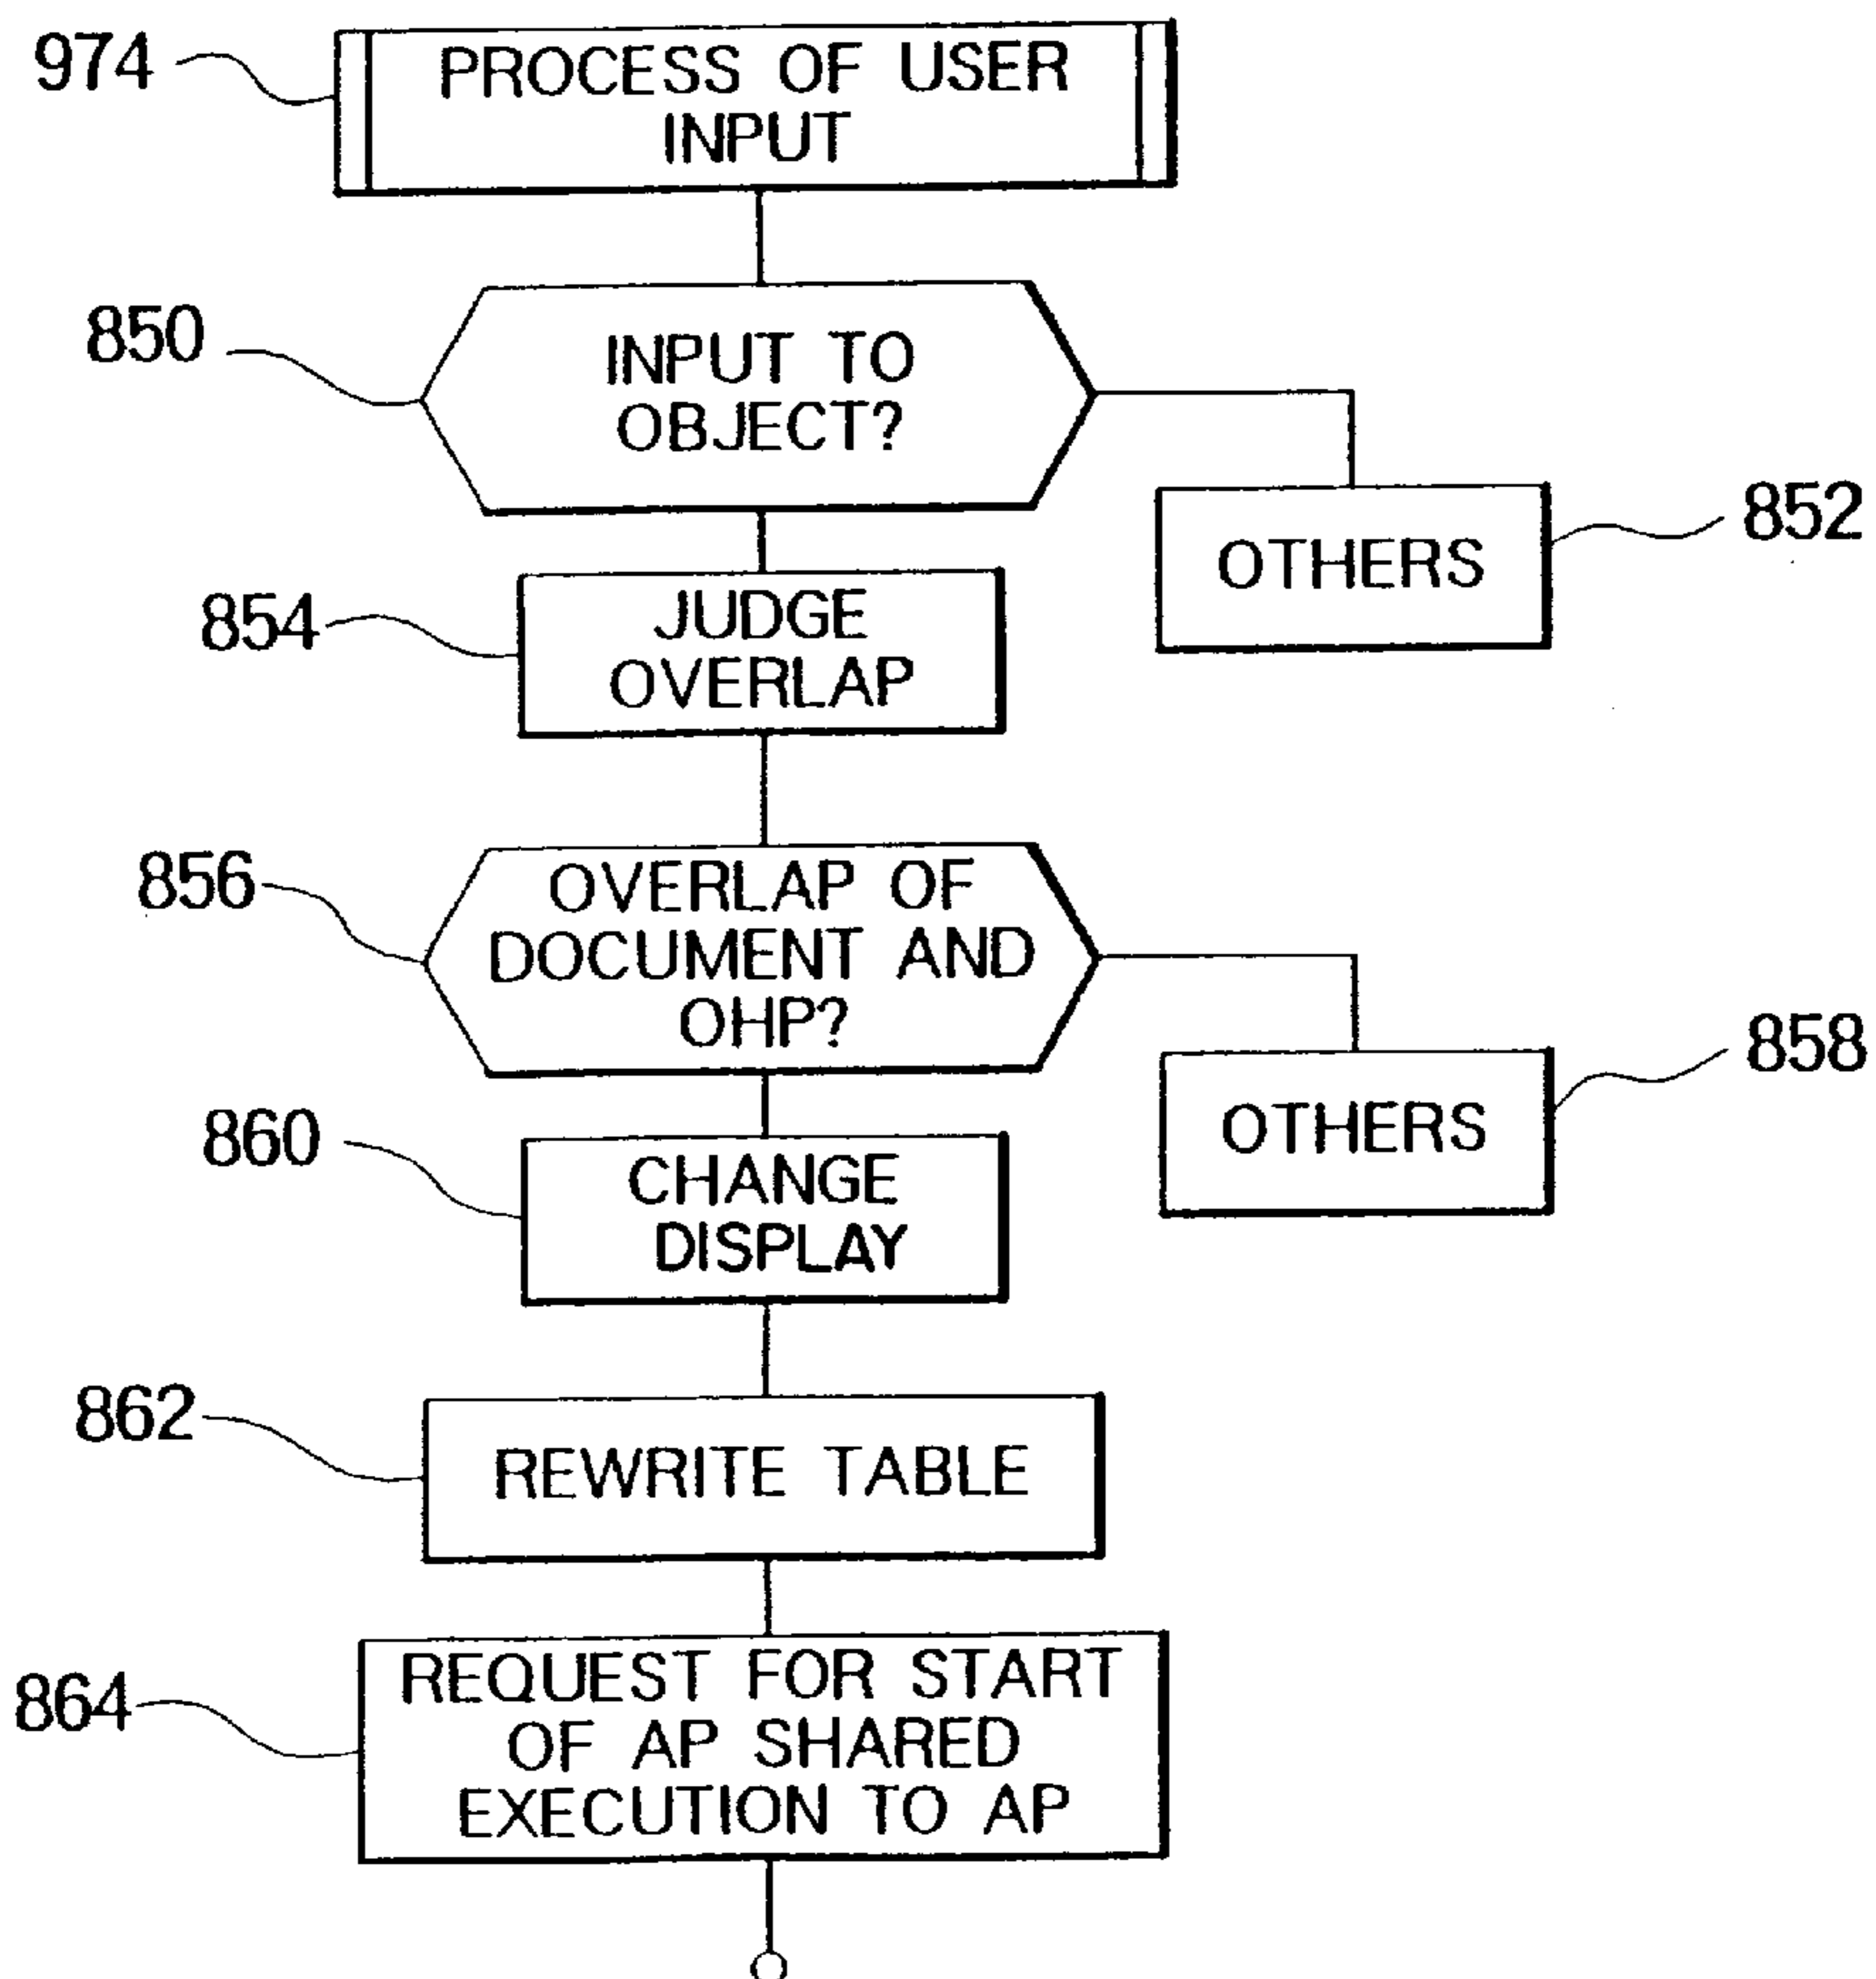 974
PROCESS OF USER
INPUT
850
INPUT TO
OBJECT?
852
OTHERS
854
JUDGE
OVERLAP
856
OVERLAP OF
DOCUMENT AND
OHP?
858
OTHERS
860
CHANGE
DISPLAY
862
REWRITE TABLE
864
REQUEST FOR START
OF AP SHARED
EXECUTION TO AP